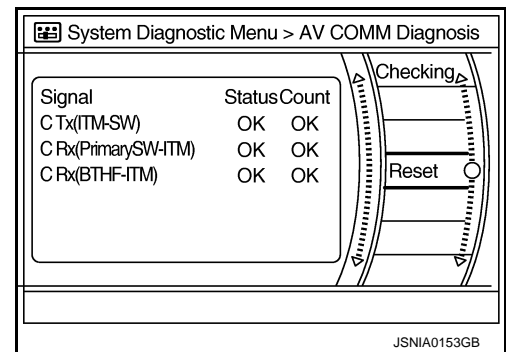 System Diagnostic Menu > AV COMM Diagnosis
Checking
Signal Status Count
C Tx(ITM-SW) OK OK
C Rx(PrimarySW-ITM) OK OK
C Rx(BTHF-ITM) OK OK
Reset
JSNIA0153GB